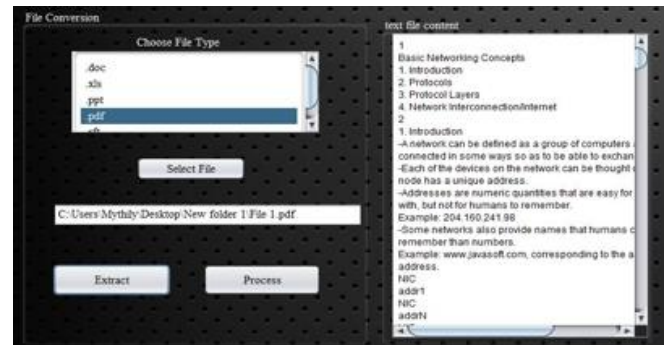 File Conversion
Choose File Type
.doc
.xls
.ppt
.pdf
Select File
C:\Users\Mythily\Desktop\New folder 1\File 1.pdf
Extract
Process
text file content
1
Basic Networking Concepts
1. Introduction
2. Protocols
3. Protocol Layers
4. Network Interconnection/Internet
2
1. Introduction
–A network can be defined as a group of computers
connected in some ways so as to be able to exchan
–Each of the devices on the network can be thought
node has a unique address.
–Addresses are numeric quantities that are easy for
with, but not for humans to remember.
Example: 204.160.241.98
–Some networks also provide names that humans c
remember than numbers.
Example: www.javasoft.com, corresponding to the a
address.
NIC
addr1
NIC
addrN